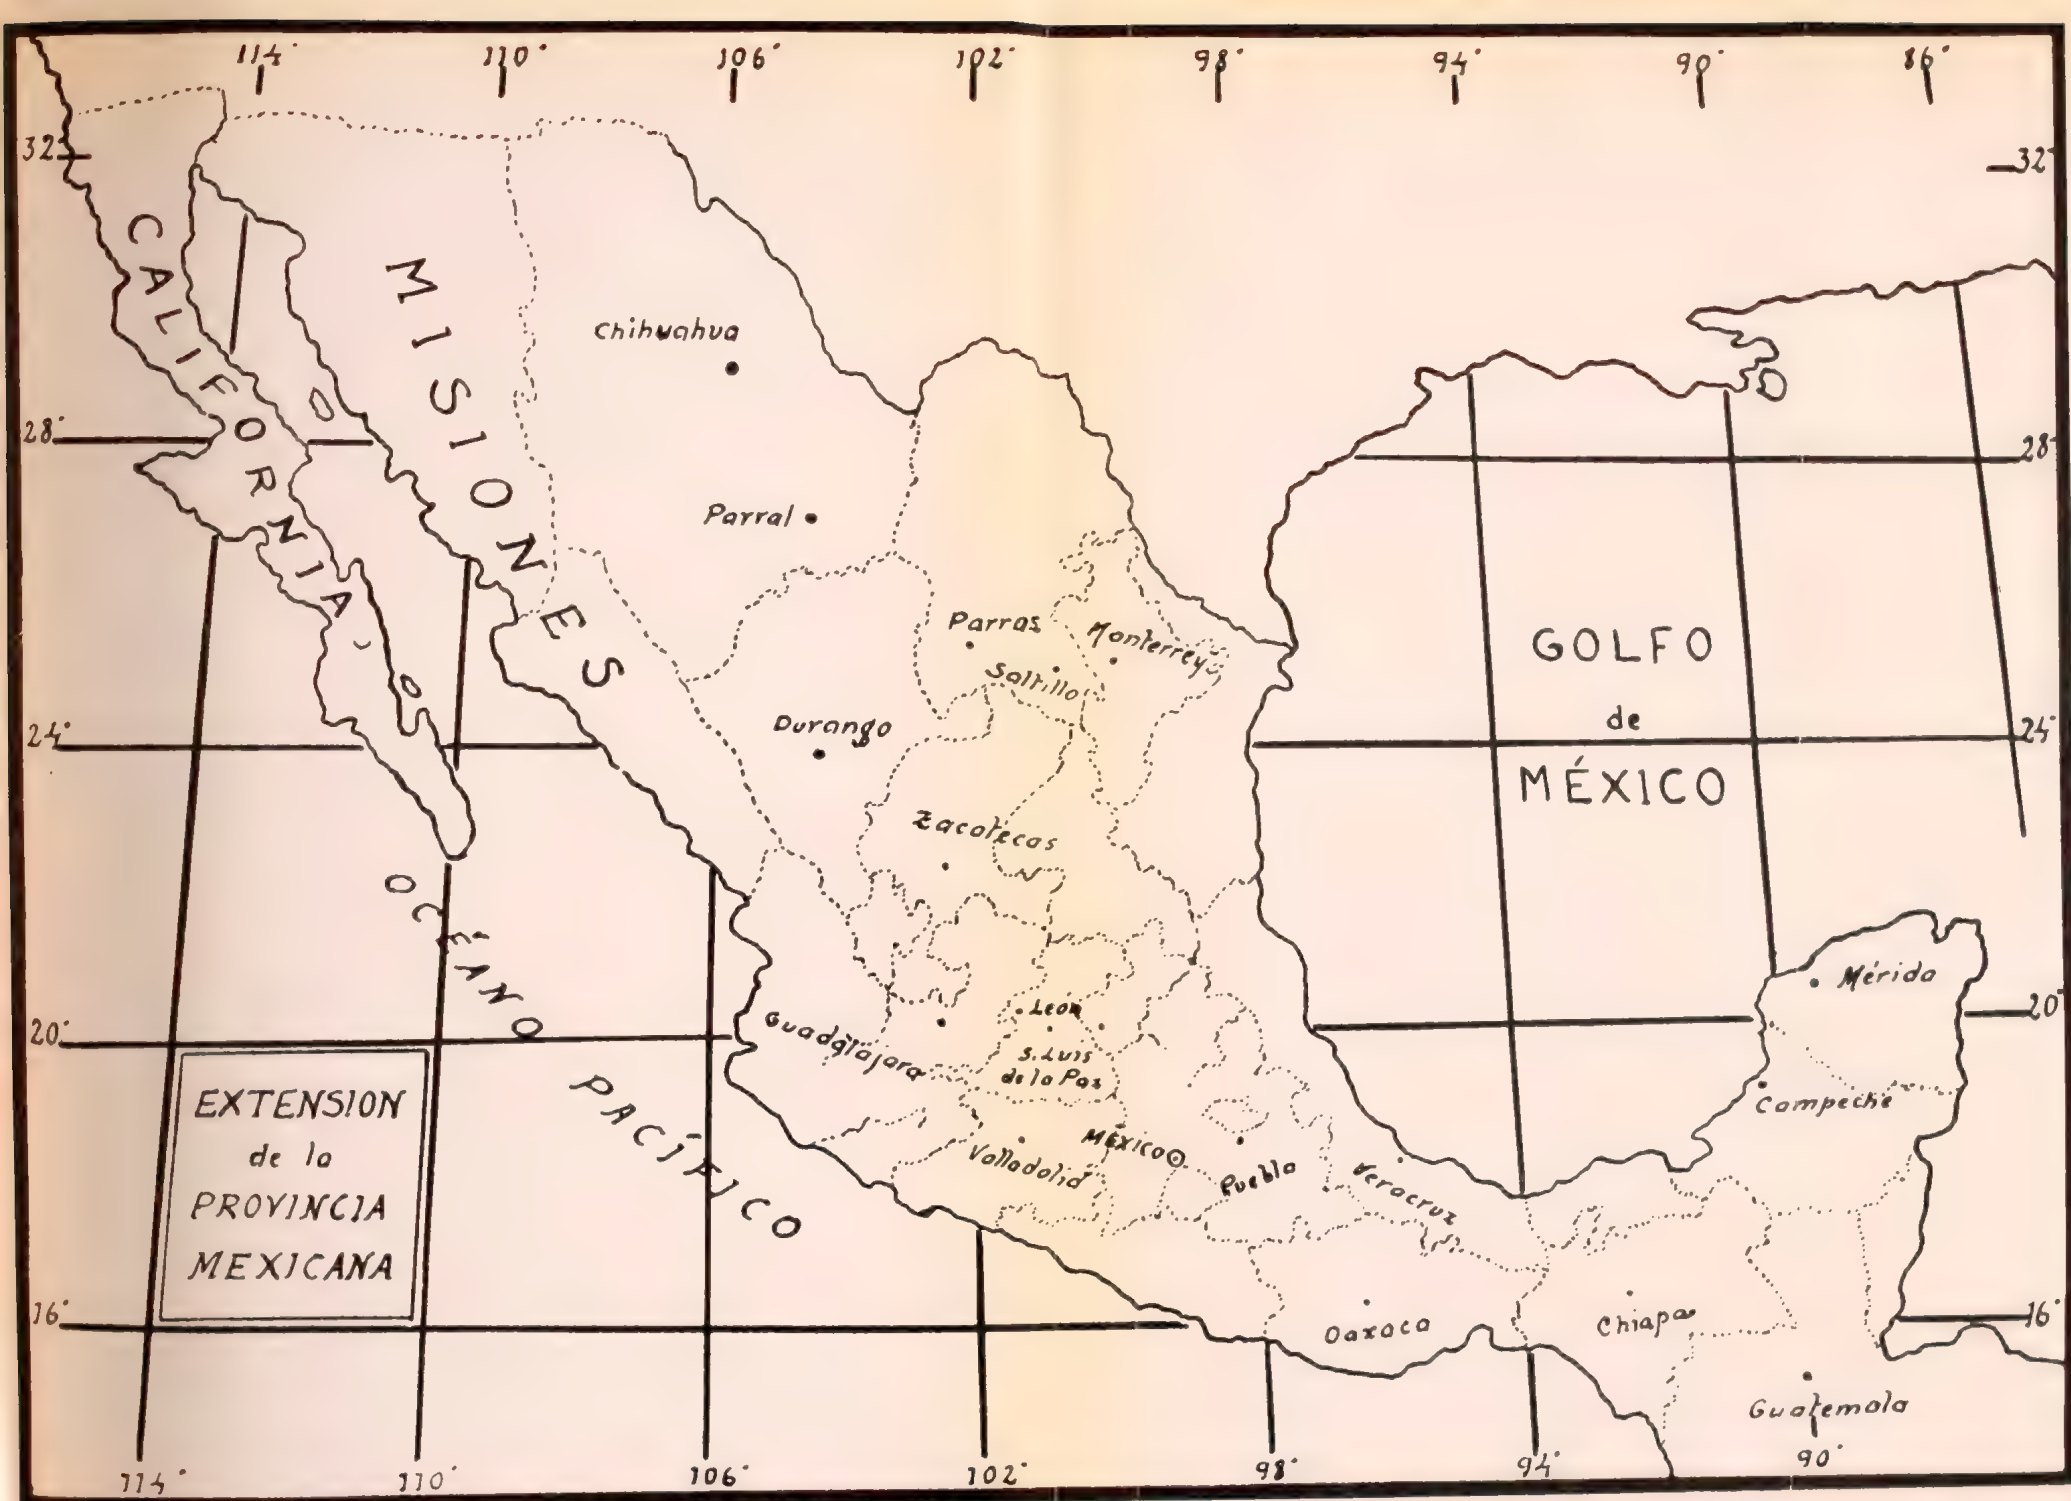 114° 110° 106° 102° 98° 94° 90° 86°
32° 32°
CALIFORNIA
MISIONES
Chihuahua
28° 28°
Parral
Parras
Monterrey
Saltillo
GOLFO
de
MÉXICO
24° 24°
Durango
Zacatecas
OCÉANO PACÍFICO
Mérida
20° 20°
Leon
Guadalajara
S. Luis
de la Paz
Campeche
EXTENSION
de la
PROVINCIA
MEXICANA
MÉXICO
Valladolid
Puebla
Veracruz
16° 16°
Oaxaca
Chiapas
Guatemala
114° 110° 106° 102° 98° 94° 90°